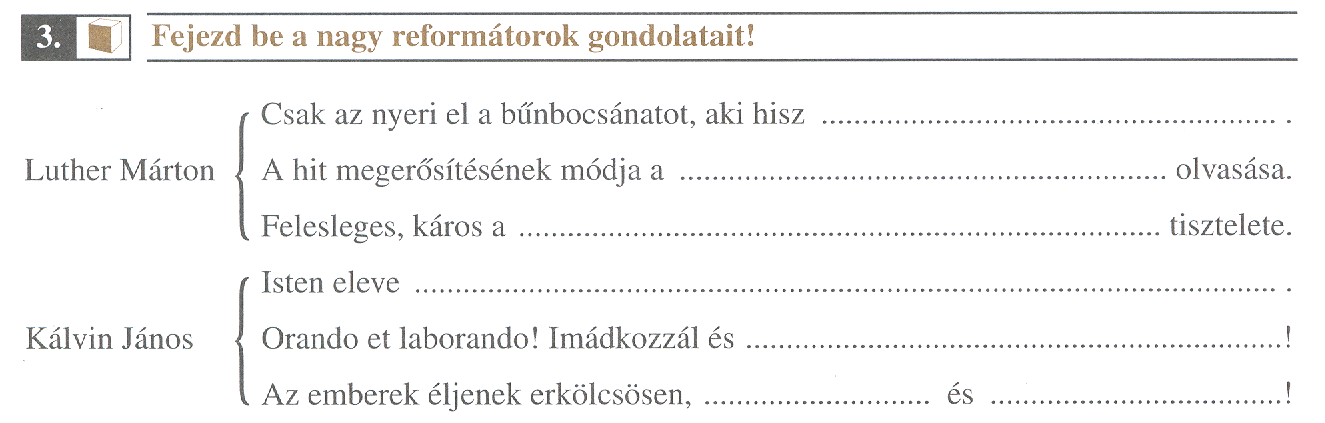 3. Fejezd be a nagy reformátorok gondolatait!
Csak az nyeri el a bűnbocsánatot, aki hisz .......................................................... .
Luther Márton A hit megerősítésének módja a .............................................................. olvasása.
Felesleges, káros a .................................................................................. tisztelete.
Isten eleve .............................................................................................................. .
Kálvin János Orando et laborando! Imádkozzál és ....................................................................!
Az emberek éljenek erkölcsösen, ............................. és .....................................!